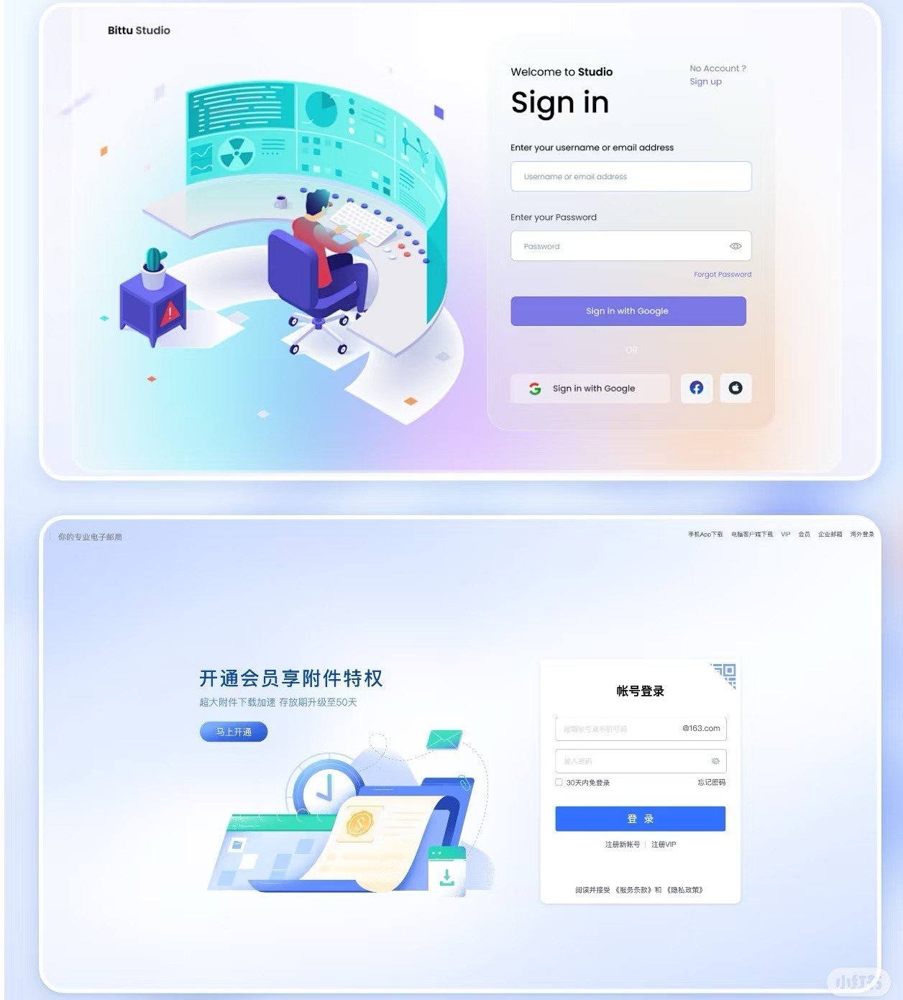 Bittu Studio
Welcome to Studio
No Account ?
Sign up
Sign in
Enter your username or email address
Username or email address
Enter your Password
Password
Forgot Password
Sign in with Google
OR
Sign in with Google
你的专业电子邮局
手机App下载 电脑客户端下载 VIP 会员 企业邮箱 海外登录
开通会员享附件特权
超大附件下载加速 存放期升级至50天
马上开通
帐号登录
邮箱帐号或手机号码 @163.com
输入密码
30天内免登录 忘记密码
登 录
注册新帐号 | 注册VIP
阅读并接受《服务条款》和《隐私政策》
小红书